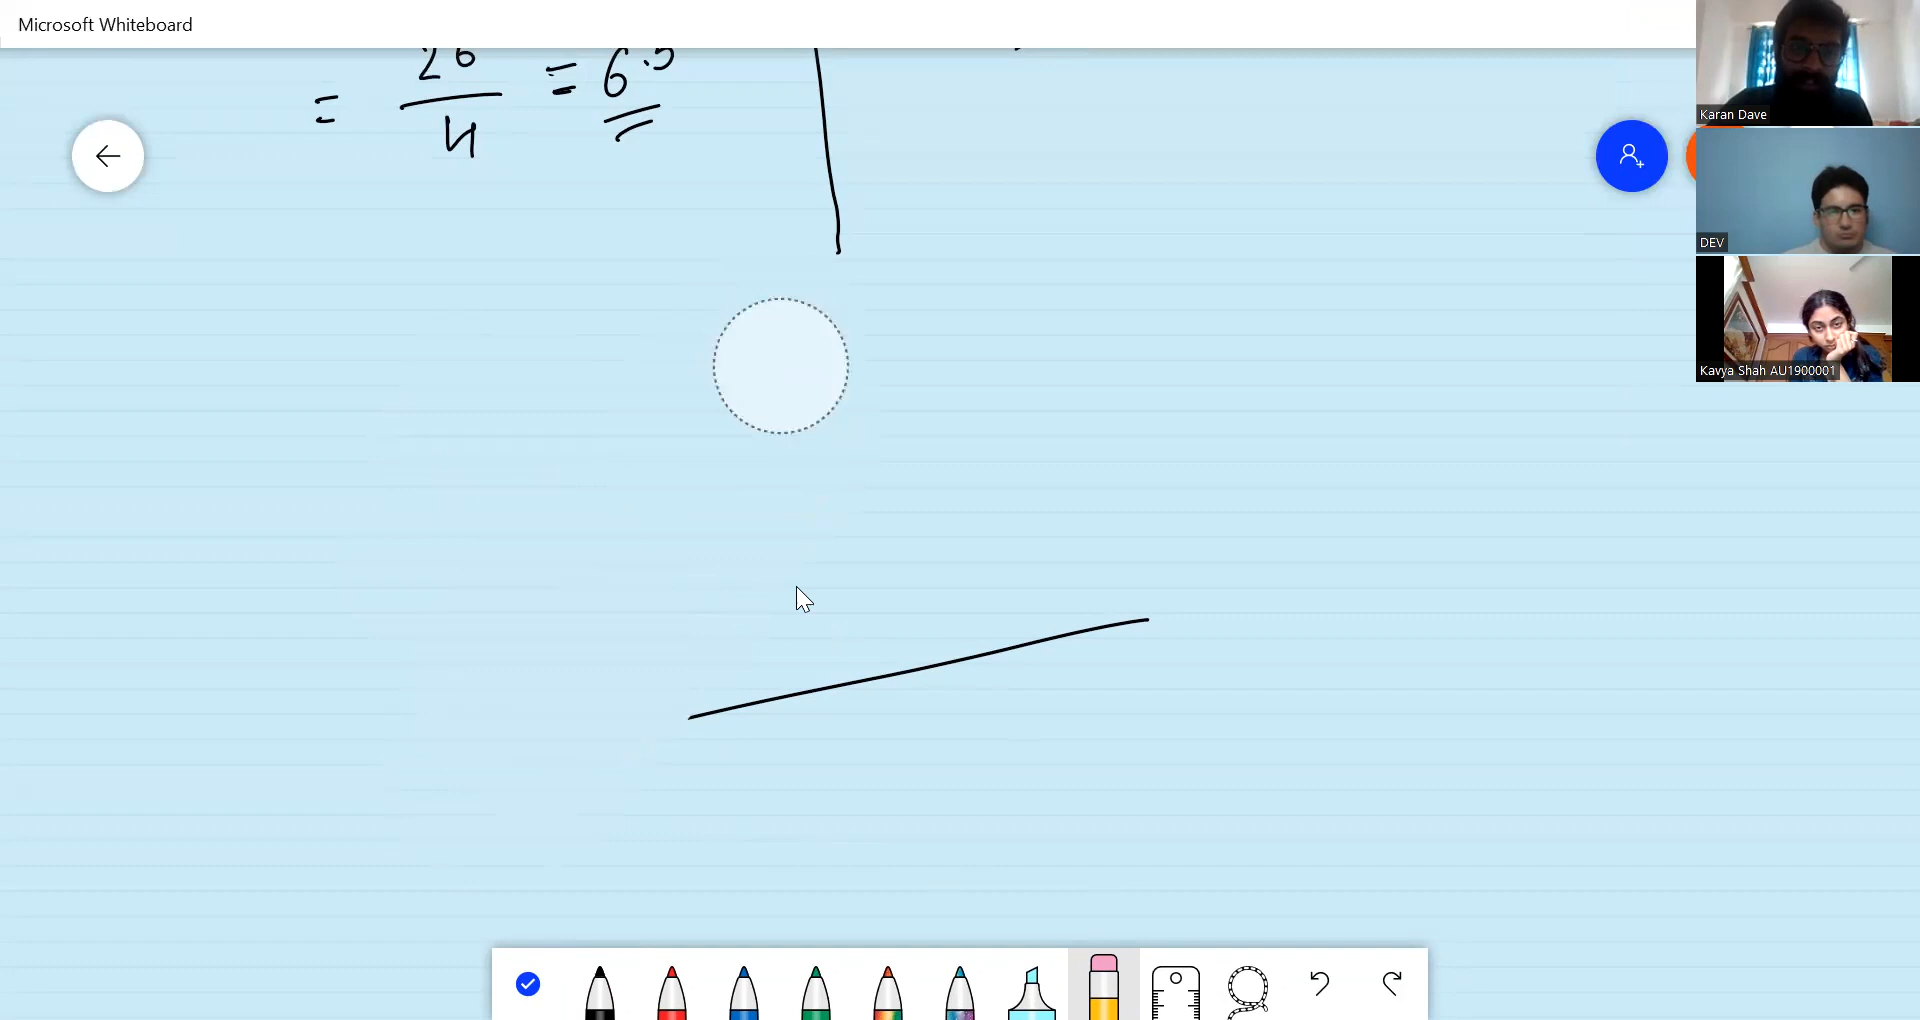 Microsoft Whiteboard
= 26/4 = 6.5
Karan Dave
DEV
Kavya Shah AU1900001